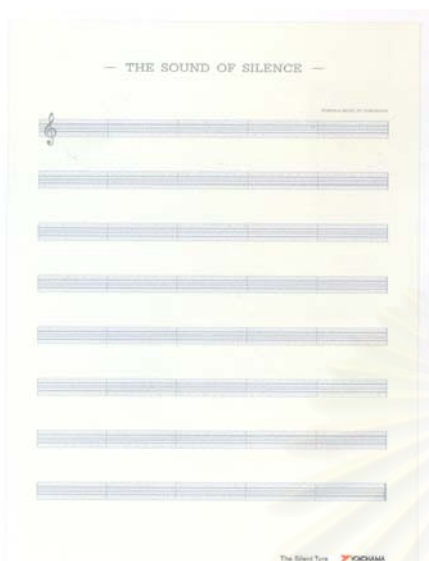 — THE SOUND OF SILENCE —
The Silent Tyre YOKOHAMA